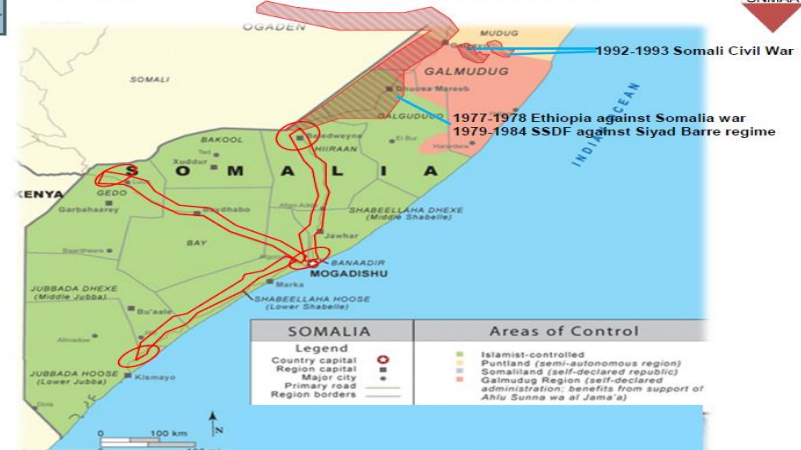 OGADEN
MUDUG
1992-1993 Somali Civil War
GALMUDUG
SOMALI
Dhuusa-Mareeb
1977-1978 Ethiopia against Somalia war
1979-1984 SSDF against Siyad Barre regime
GALGUDUUD
INDIAN OCEAN
BAKOOL
HIIRAAN
El Bur
Xuddur
SOMALIA
KENYA
GEDO
Garbahaarey
SHABEELLAHA DHEXE
(Middle Shabelle)
Jawhar
BAY
BANAADIR
MOGADISHU
Marka
JUBBADA DHEXE
(Middle Jubba)
SHABEELLAHA HOOSE
(Lower Shabelle)
Bu'aale
JUBBADA HOOSE
(Lower Jubba)
Kismayo
SOMALIA
Legend
Country capital
Region capital
Major city
Primary road
Region borders
Areas of Control
Islamist-controlled
Puntland (semi-autonomous region)
Somaliland (self-declared republic)
Galmudug Region (self-declared
administration; benefits from support of
Ahlu Sunna wa al Jama'a)
0 100 km
N